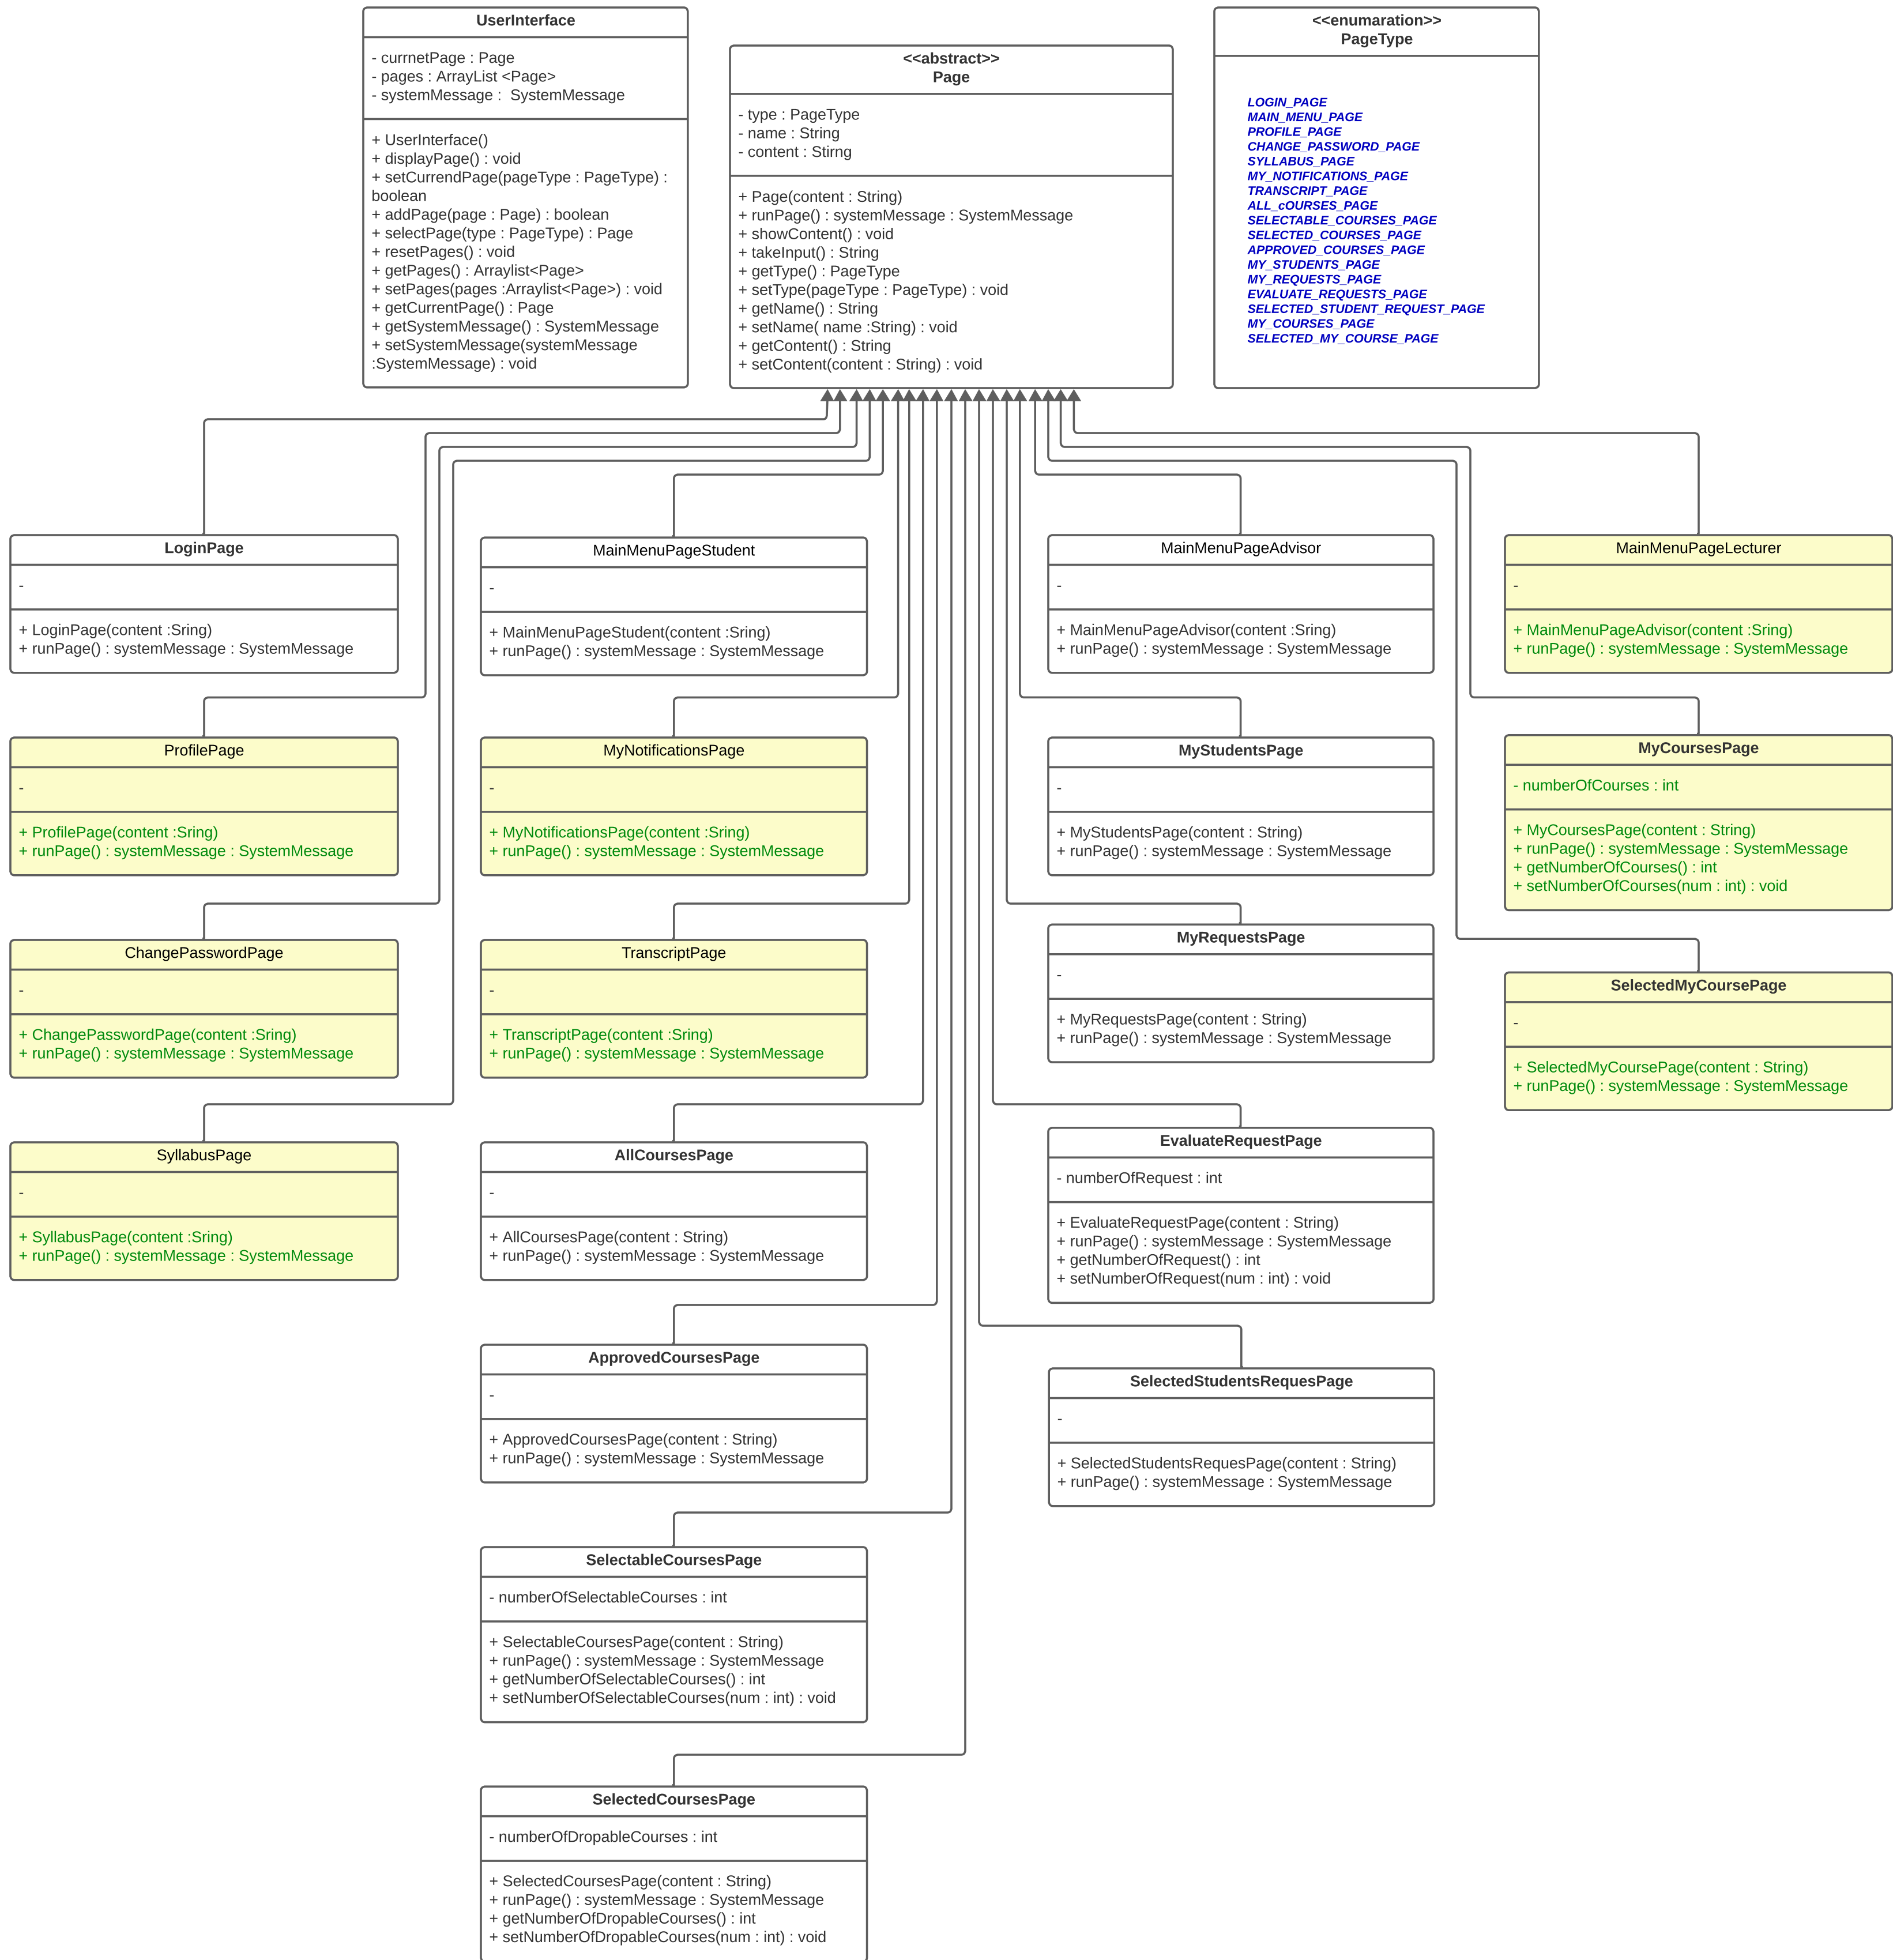 UserInterface
- currnetPage : Page
- pages : ArrayList <Page>
- systemMessage :  SystemMessage
+ UserInterface()
+ displayPage() : void
+ setCurrendPage(pageType : PageType) :
boolean
+ addPage(page : Page) : boolean
+ selectPage(type : PageType) : Page
+ resetPages() : void
+ getPages() : Arraylist<Page>
+ setPages(pages :Arraylist<Page>) : void
+ getCurrentPage() : Page
+ getSystemMessage() : SystemMessage
+ setSystemMessage(systemMessage
:SystemMessage) : void
<<abstract>>
Page
- type : PageType
- name : String
- content : Stirng
+ Page(content : String)
+ runPage() : systemMessage : SystemMessage
+ showContent() : void
+ takeInput() : String
+ getType() : PageType
+ setType(pageType : PageType) : void
+ getName() : String
+ setName( name :String) : void
+ getContent() : String
+ setContent(content : String) : void
<<enumaration>>
PageType
LOGIN_PAGE
MAIN_MENU_PAGE
PROFILE_PAGE
CHANGE_PASSWORD_PAGE
SYLLABUS_PAGE
MY_NOTIFICATIONS_PAGE
TRANSCRIPT_PAGE
ALL_cOURSES_PAGE
SELECTABLE_COURSES_PAGE
SELECTED_COURSES_PAGE
APPROVED_COURSES_PAGE
MY_STUDENTS_PAGE
MY_REQUESTS_PAGE
EVALUATE_REQUESTS_PAGE
SELECTED_STUDENT_REQUEST_PAGE
MY_COURSES_PAGE
SELECTED_MY_COURSE_PAGE
LoginPage
-
+ LoginPage(content :Sring)
+ runPage() : systemMessage : SystemMessage
MainMenuPageStudent
-
+ MainMenuPageStudent(content :Sring)
+ runPage() : systemMessage : SystemMessage
MainMenuPageAdvisor
-
+ MainMenuPageAdvisor(content :Sring)
+ runPage() : systemMessage : SystemMessage
MainMenuPageLecturer
-
+ MainMenuPageAdvisor(content :Sring)
+ runPage() : systemMessage : SystemMessage
ProfilePage
-
+ ProfilePage(content :Sring)
+ runPage() : systemMessage : SystemMessage
MyNotificationsPage
-
+ MyNotificationsPage(content :Sring)
+ runPage() : systemMessage : SystemMessage
MyStudentsPage
-
+ MyStudentsPage(content : String)
+ runPage() : systemMessage : SystemMessage
MyCoursesPage
- numberOfCourses : int
+ MyCoursesPage(content : String)
+ runPage() : systemMessage : SystemMessage
+ getNumberOfCourses() : int
+ setNumberOfCourses(num : int) : void
ChangePasswordPage
-
+ ChangePasswordPage(content :Sring)
+ runPage() : systemMessage : SystemMessage
TranscriptPage
-
+ TranscriptPage(content :Sring)
+ runPage() : systemMessage : SystemMessage
MyRequestsPage
-
+ MyRequestsPage(content : String)
+ runPage() : systemMessage : SystemMessage
SelectedMyCoursePage
-
+ SelectedMyCoursePage(content : String)
+ runPage() : systemMessage : SystemMessage
SyllabusPage
-
+ SyllabusPage(content :Sring)
+ runPage() : systemMessage : SystemMessage
AllCoursesPage
-
+ AllCoursesPage(content : String)
+ runPage() : systemMessage : SystemMessage
EvaluateRequestPage
- numberOfRequest : int
+ EvaluateRequestPage(content : String)
+ runPage() : systemMessage : SystemMessage
+ getNumberOfRequest() : int
+ setNumberOfRequest(num : int) : void
ApprovedCoursesPage
-
+ ApprovedCoursesPage(content : String)
+ runPage() : systemMessage : SystemMessage
SelectedStudentsRequesPage
-
+ SelectedStudentsRequesPage(content : String)
+ runPage() : systemMessage : SystemMessage
SelectableCoursesPage
- numberOfSelectableCourses : int
+ SelectableCoursesPage(content : String)
+ runPage() : systemMessage : SystemMessage
+ getNumberOfSelectableCourses() : int
+ setNumberOfSelectableCourses(num : int) : void
SelectedCoursesPage
- numberOfDropableCourses : int
+ SelectedCoursesPage(content : String)
+ runPage() : systemMessage : SystemMessage
+ getNumberOfDropableCourses() : int
+ setNumberOfDropableCourses(num : int) : void